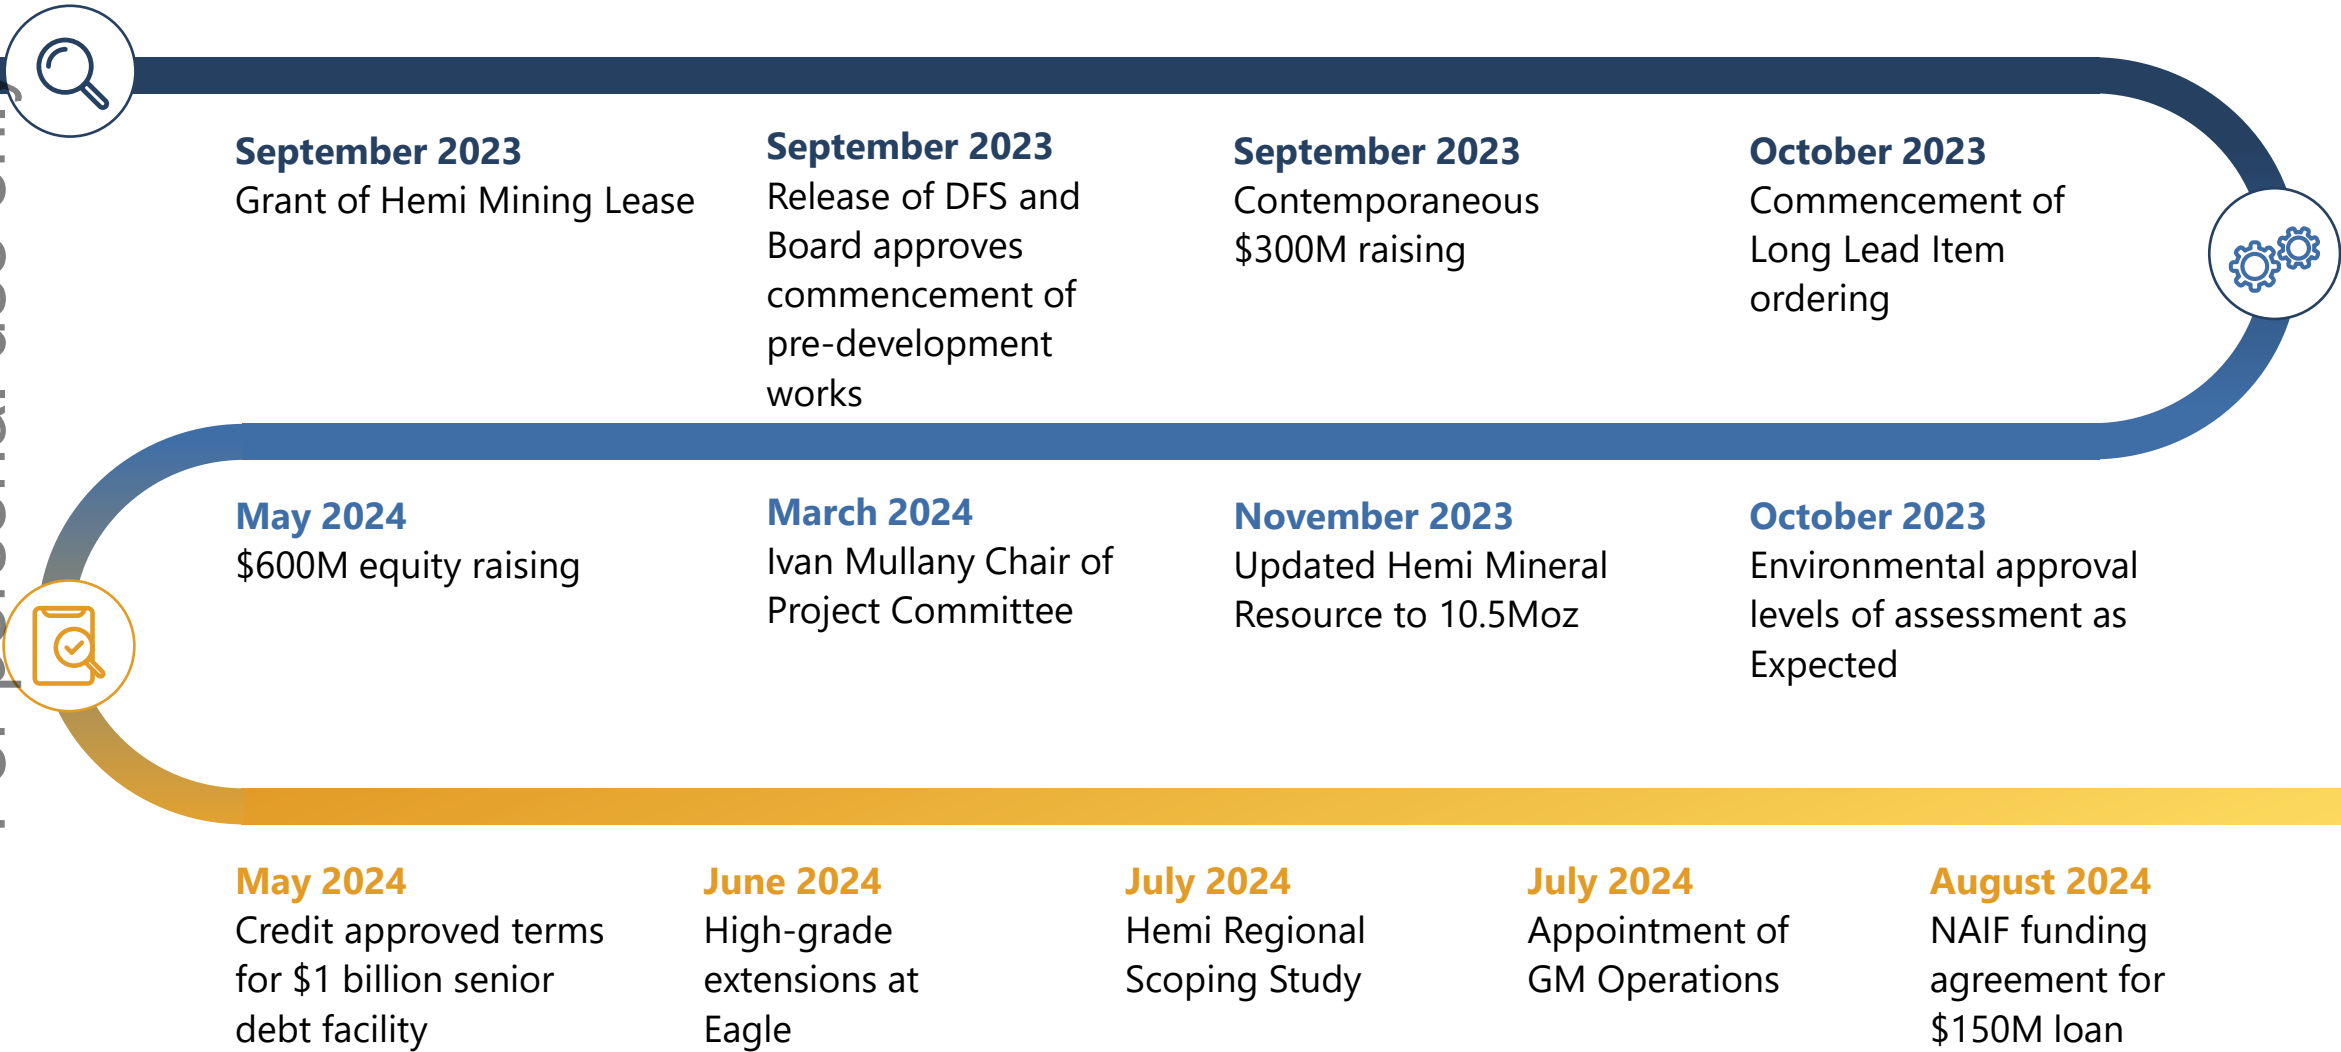 September 2023
Grant of Hemi Mining Lease
September 2023
Release of DFS and
Board approves
commencement of
pre-development
works
September 2023
Contemporaneous
$300M raising
October 2023
Commencement of
Long Lead Item
ordering
May 2024
$600M equity raising
March 2024
Ivan Mullany Chair of
Project Committee
November 2023
Updated Hemi Mineral
Resource to 10.5Moz
October 2023
Environmental approval
levels of assessment as
Expected
May 2024
Credit approved terms
for $1 billion senior
debt facility
June 2024
High-grade
extensions at
Eagle
July 2024
Hemi Regional
Scoping Study
July 2024
Appointment of
GM Operations
August 2024
NAIF funding
agreement for
$150M loan